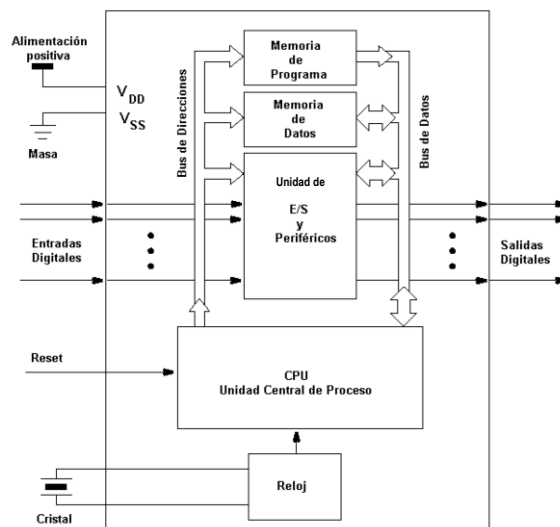 Alimentación
positiva
V DD
V SS
Masa
Bus de Direcciones
Memoria
de
Programa
Memoria
de
Datos
Bus de Datos
Unidad de
E/S
y
Periféricos
Entradas
Digitales
Salidas
Digitales
Reset
CPU
Unidad Central de Proceso
Reloj
Cristal